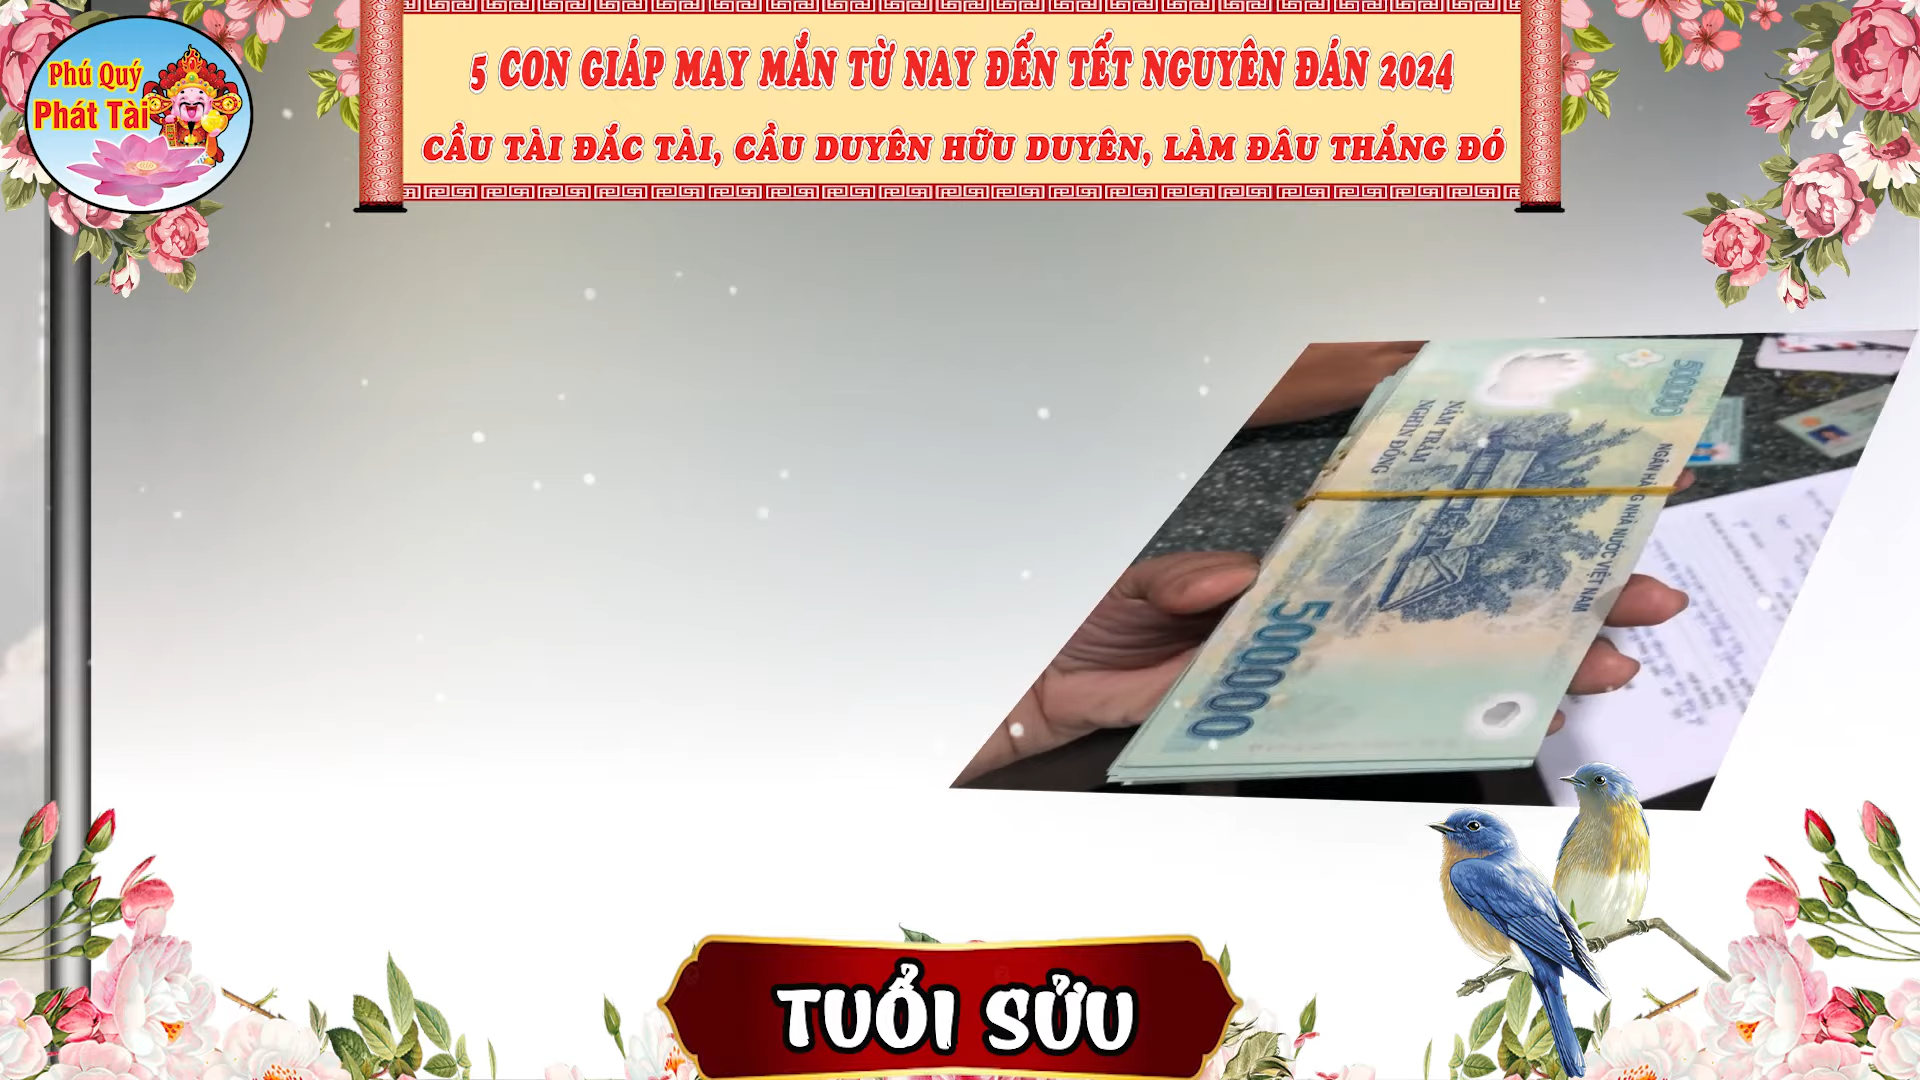 Phú Quý
Phát Tài
5 CON GIÁP MAY MẮN TỪ NAY ĐẾN TẾT NGUYÊN ĐÁN 2024
CẦU TÀI ĐẮC TÀI, CẦU DUYÊN HỮU DUYÊN, LÀM ĐÂU THẮNG ĐÓ
500000
NĂM TRĂM
NGHÌN ĐỒNG
NGÂN HÀNG NHÀ NƯỚC VIỆT NAM
500000
TUỔI SỬU